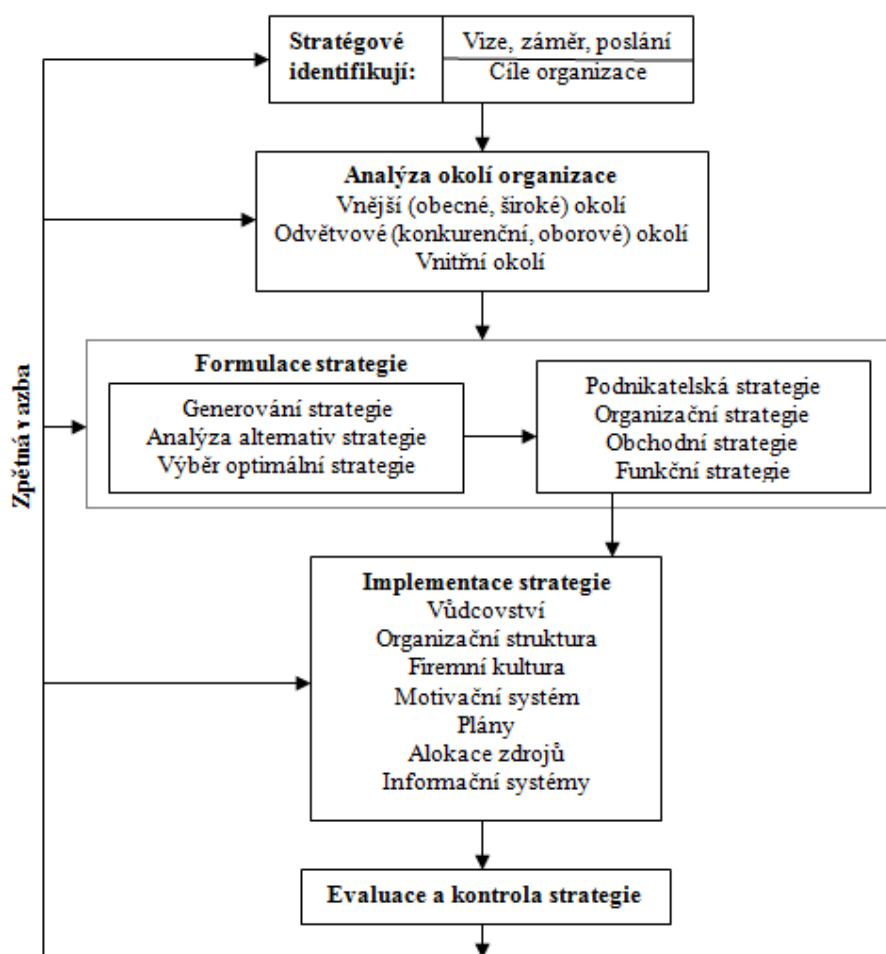 Stratégové
identifikují:
Vize, záměr, poslání
Cíle organizace
Analýza okolí organizace
Vnější (obecné, široké) okolí
Odvětvové (konkurenční, oborové) okolí
Vnitřní okolí
Zpětná vazba
Formulace strategie
Generování strategie
Analýza alternativ strategie
Výběr optimální strategie
Podnikatelská strategie
Organizační strategie
Obchodní strategie
Funkční strategie
Implementace strategie
Vůdcovství
Organizační struktura
Firemní kultura
Motivační systém
Plány
Alokace zdrojů
Informační systémy
Evaluace a kontrola strategie